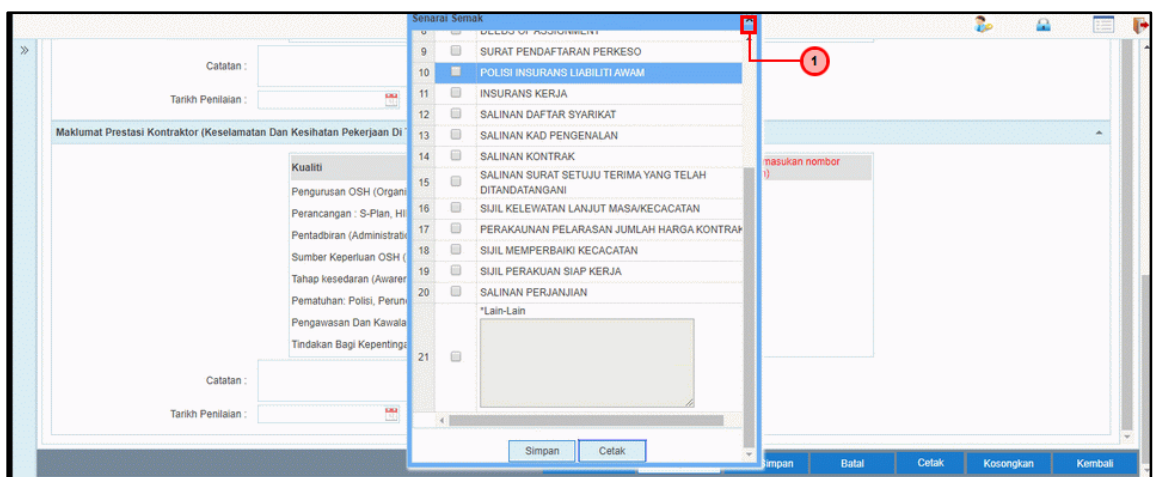 Senarai Semak
8 DEEDS OF ASSIGNMENT
9 SURAT PENDAFTARAN PERKESO
10 POLISI INSURANS LIABILITI AWAM
11 INSURANS KERJA
12 SALINAN DAFTAR SYARIKAT
13 SALINAN KAD PENGENALAN
14 SALINAN KONTRAK
15 SALINAN SURAT SETUJU TERIMA YANG TELAH
DITANDATANGANI
16 SIJIL KELEWATAN LANJUT MASA/KECACATAN
17 PERAKAUNAN PELARASAN JUMLAH HARGA KONTRAK
18 SIJIL MEMPERBAIKI KECACATAN
19 SIJIL PERAKUAN SIAP KERJA
20 SALINAN PERJANJIAN
*Lain-Lain
21
Simpan Cetak
1
Catatan :
Tarikh Penilaian :
Maklumat Prestasi Kontraktor (Keselamatan Dan Kesihatan Pekerjaan Di
Kualiti
masukan nombor
Pengurusan OSH (Organi
Perancangan : S-Plan, HI
Pentadbiran (Administrati
Sumber Keperluan OSH (
Tahap kesedaran (Awarer
Pematuhan: Polisi, Perun
Pengawasan Dan Kawala
Tindakan Bagi Kepentinga
Catatan :
Tarikh Penilaian :
Simpan Batal Cetak Kosongkan Kembali